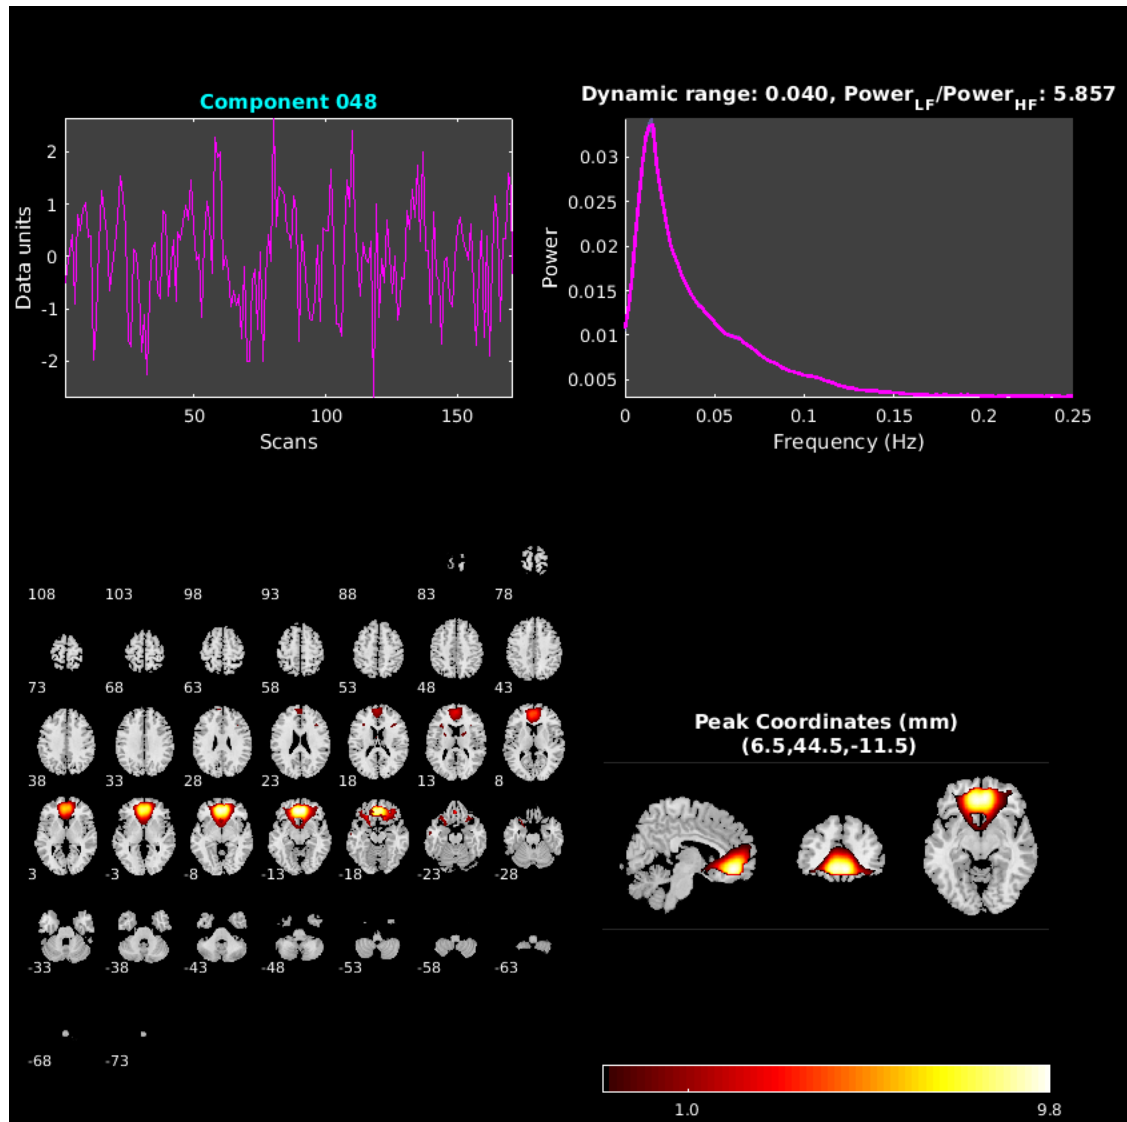 Component 048
2
1
0
-1
-2
Data units
50 100 150
Scans
Dynamic range: 0.040, Power_LF/Power_HF: 5.857
0.03
0.025
0.02
0.015
0.01
0.005
Power
0 0.05 0.1 0.15 0.2 0.25
Frequency (Hz)
108 103 98 93 88 83 78
73 68 63 58 53 48 43
38 33 28 23 18 13 8
3 -3 -8 -13 -18 -23 -28
-33 -38 -43 -48 -53 -58 -63
-68 -73
Peak Coordinates (mm)
(6.5,44.5,-11.5)
1.0 9.8